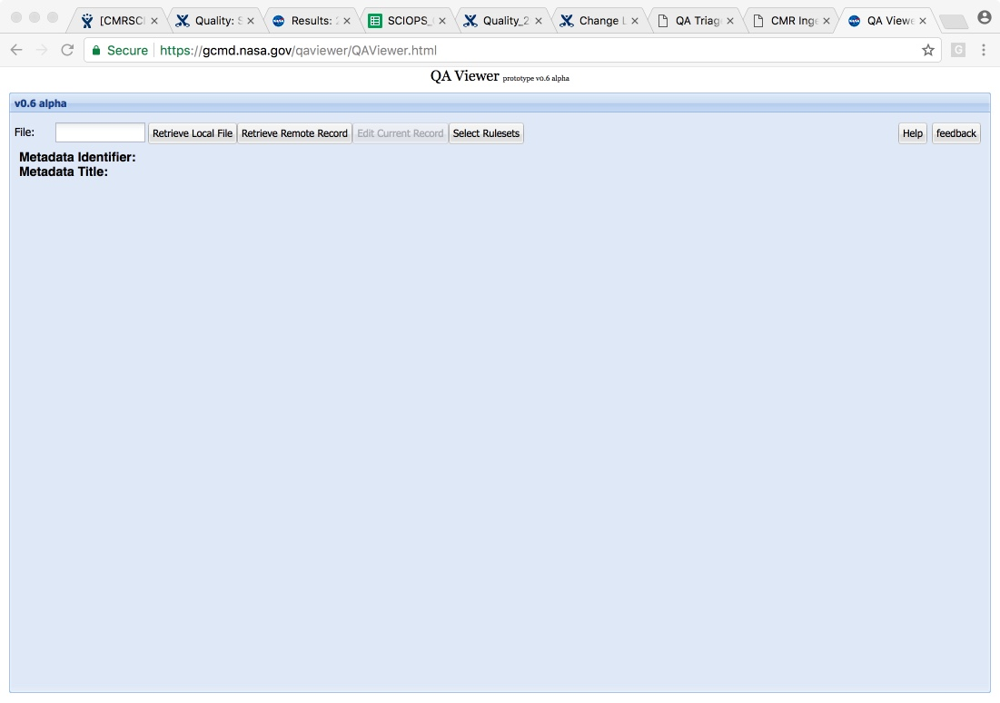 [CMRSC Quality: S Results: 2 SCIOPS_ Quality_2 Change L QA Triag CMR Inge QA Viewe
Secure https://gcmd.nasa.gov/qaviewer/QAViewer.html G
QA Viewer prototype v0.6 alpha
v0.6 alpha
File: Retrieve Local File Retrieve Remote Record Edit Current Record Select Rulesets Help feedback
Metadata Identifier:
Metadata Title: